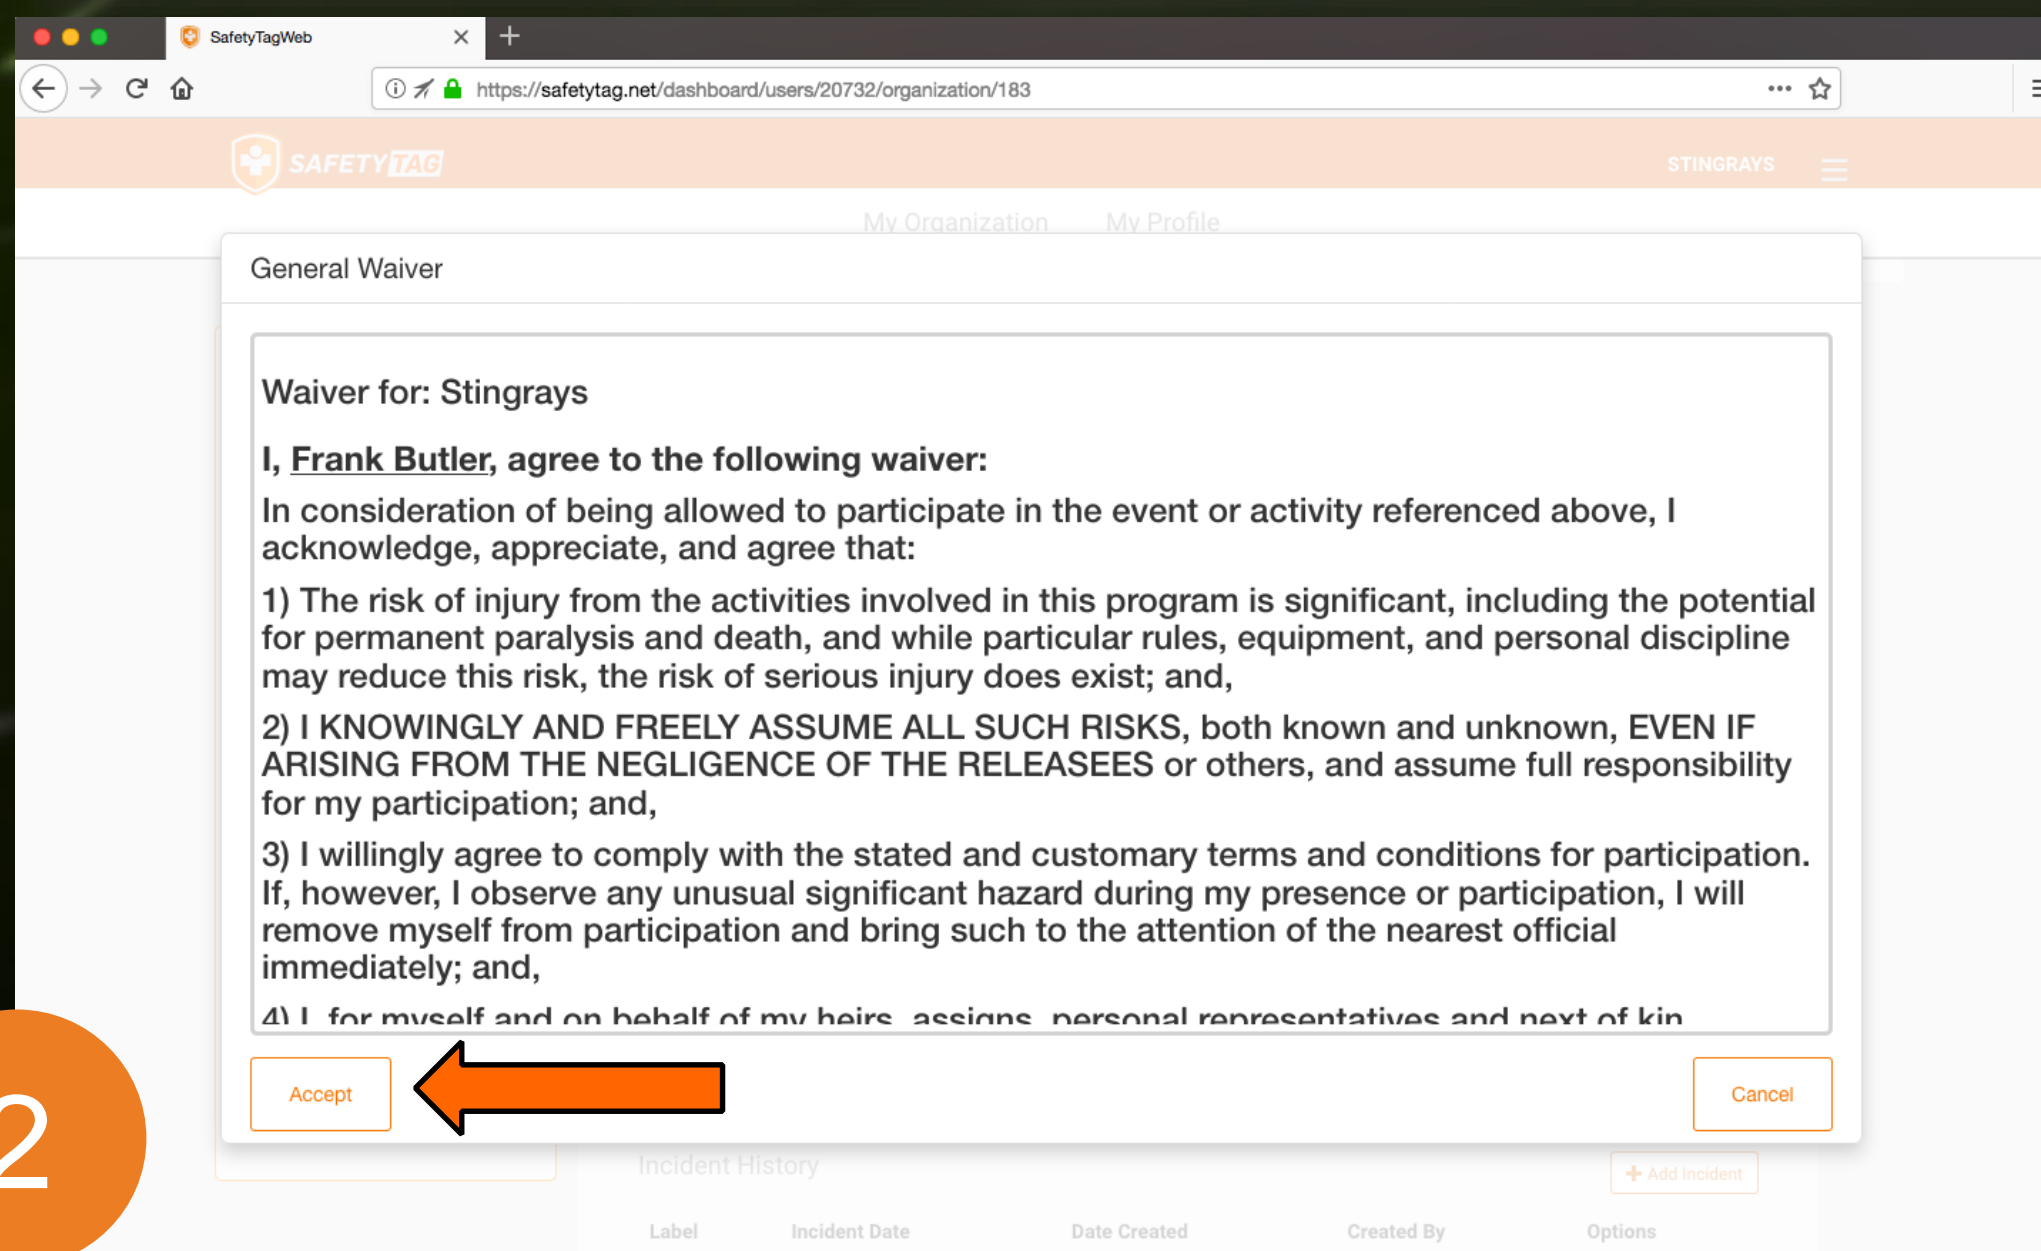 SafetyTagWeb
https://safetytag.net/dashboard/users/20732/organization/183
SAFETYTAG
STINGRAYS
My Organization My Profile
General Waiver
Waiver for: Stingrays
I, Frank Butler, agree to the following waiver:
In consideration of being allowed to participate in the event or activity referenced above, I
acknowledge, appreciate, and agree that:
1) The risk of injury from the activities involved in this program is significant, including the potential
for permanent paralysis and death, and while particular rules, equipment, and personal discipline
may reduce this risk, the risk of serious injury does exist; and,
2) I KNOWINGLY AND FREELY ASSUME ALL SUCH RISKS, both known and unknown, EVEN IF
ARISING FROM THE NEGLIGENCE OF THE RELEASEES or others, and assume full responsibility
for my participation; and,
3) I willingly agree to comply with the stated and customary terms and conditions for participation.
If, however, I observe any unusual significant hazard during my presence or participation, I will
remove myself from participation and bring such to the attention of the nearest official
immediately; and,
4) I, for myself and on behalf of my heirs, assigns, personal representatives and next of kin,
Accept
Cancel
2
Incident History
+ Add Incident
Label Incident Date Date Created Created By Options